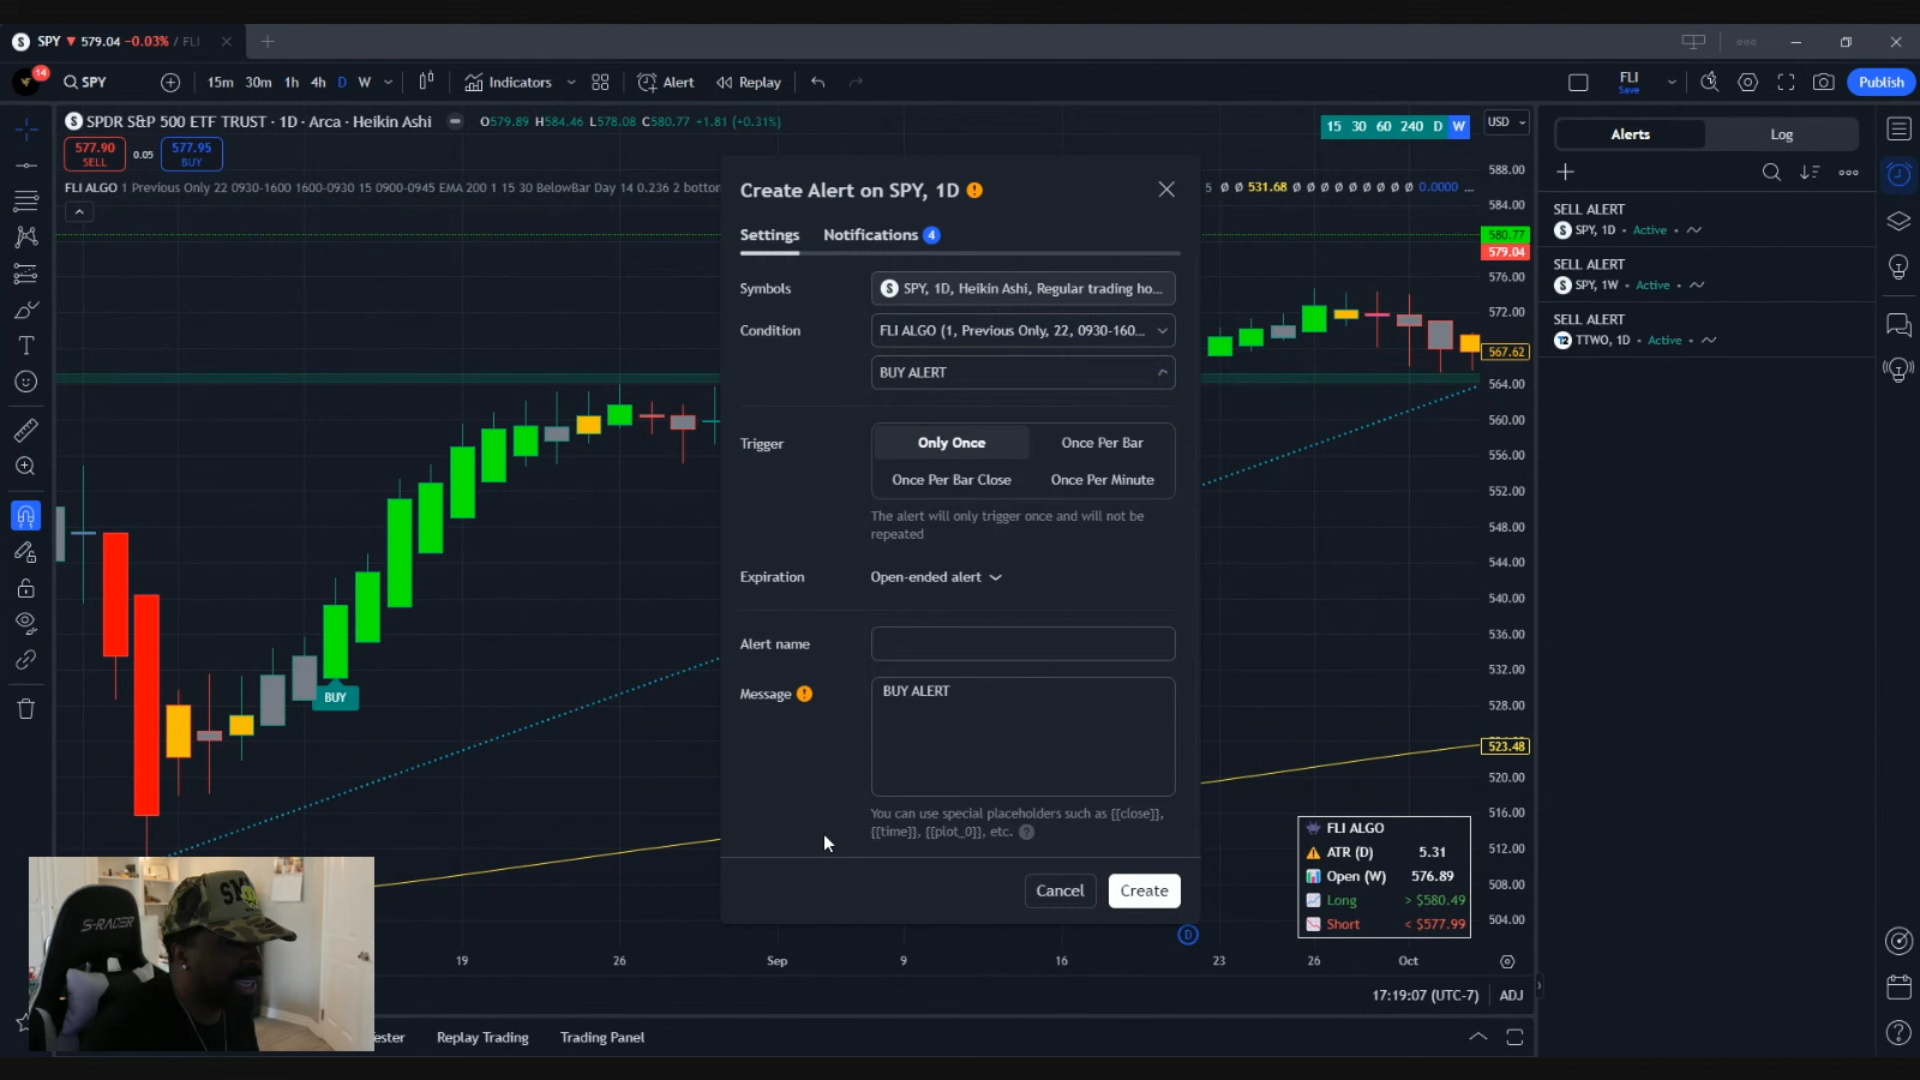 SPY ▼ 579.04 -0.03% / FLI
14
SPY
15m 30m 1h 4h D W
Indicators
Alert
Replay
FLI
Save
Publish
SPDR S&P 500 ETF TRUST · 1D · Arca · Heikin Ashi
O579.89 H584.46 L578.08 C580.77 +1.81 (+0.31%)
577.90
SELL
0.05
577.95
BUY
15 30 60 240 D W
USD
FLI ALGO 1 Previous Only 22 0930-1600 1600-0930 15 0900-0945 EMA 200 1 15 30 BelowBar Day 14 0.236 2 bottor
5 Ø Ø 531.68 Ø Ø Ø Ø Ø Ø Ø Ø Ø 0.0000 ...
Create Alert on SPY, 1D
Settings
Notifications 4
Symbols
SPY, 1D, Heikin Ashi, Regular trading ho...
Condition
FLI ALGO (1, Previous Only, 22, 0930-160...
BUY ALERT
Trigger
Only Once
Once Per Bar
Once Per Bar Close
Once Per Minute
The alert will only trigger once and will not be
repeated
Expiration
Open-ended alert
Alert name
Message
BUY ALERT
You can use special placeholders such as {{close}},
{{time}}, {{plot_0}}, etc.
Cancel
Create
BUY
588.00
584.00
580.77
579.04
576.00
572.00
567.62
564.00
560.00
556.00
552.00
548.00
544.00
540.00
536.00
532.00
528.00
523.48
520.00
516.00
512.00
508.00
504.00
FLI ALGO
ATR (D) 5.31
Open (W) 576.89
Long > $580.49
Short < $577.99
D
19
26
Sep
9
16
23
26
Oct
17:19:07 (UTC-7)
ADJ
ester
Replay Trading
Trading Panel
Alerts
Log
SELL ALERT
SPY, 1D • Active •
SELL ALERT
SPY, 1W • Active •
SELL ALERT
TTWO, 1D • Active •
S-RACER